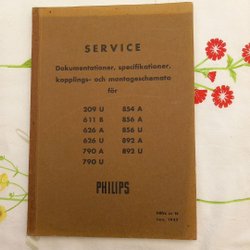 SERVICE
Dokumentationer, specifikationer,
kopplings- och montageschemata
för
209 U 854 A
611 B 856 A
626 A 856 U
626 U 892 A
790 A 892 U
790 U
PHILIPS